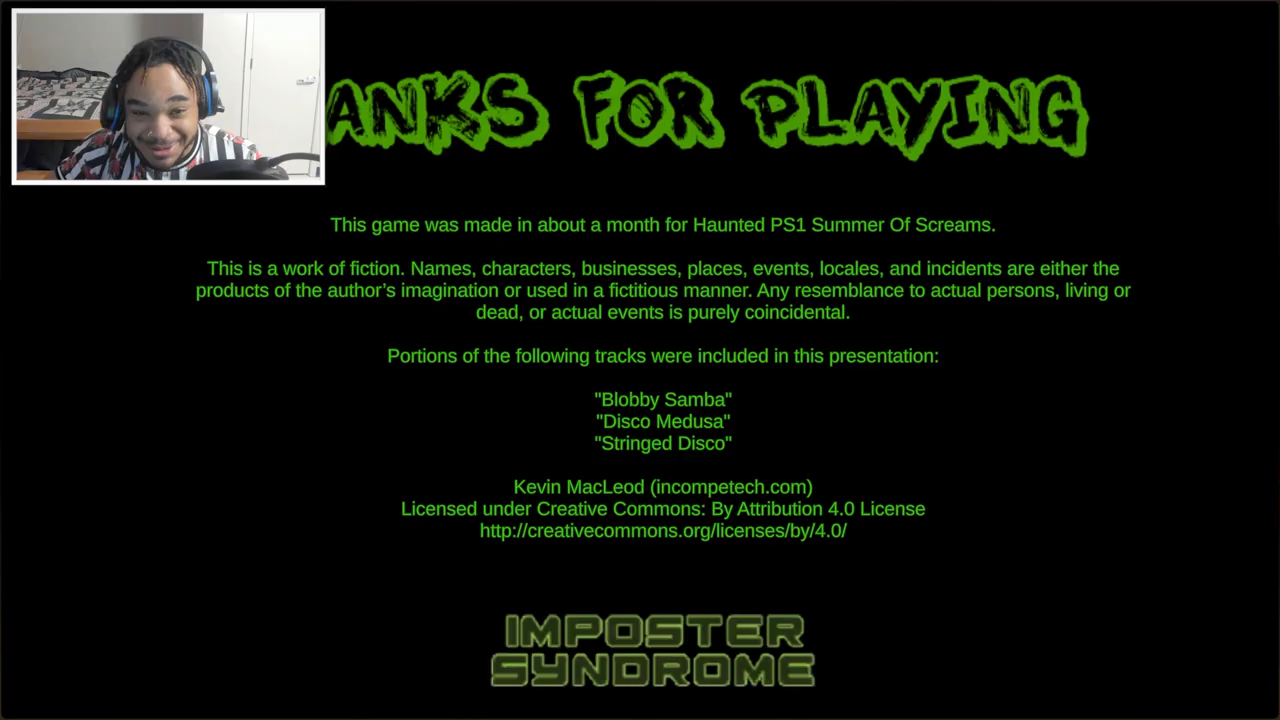 ANKS FOR PLAYING
This game was made in about a month for Haunted PS1 Summer Of Screams.
This is a work of fiction. Names, characters, businesses, places, events, locales, and incidents are either the
products of the author's imagination or used in a fictitious manner. Any resemblance to actual persons, living or
dead, or actual events is purely coincidental.
Portions of the following tracks were included in this presentation:
"Blobby Samba"
"Disco Medusa"
"Stringed Disco"
Kevin MacLeod (incompetech.com)
Licensed under Creative Commons: By Attribution 4.0 License
http://creativecommons.org/licenses/by/4.0/
IMPOSTER
SYNDROME